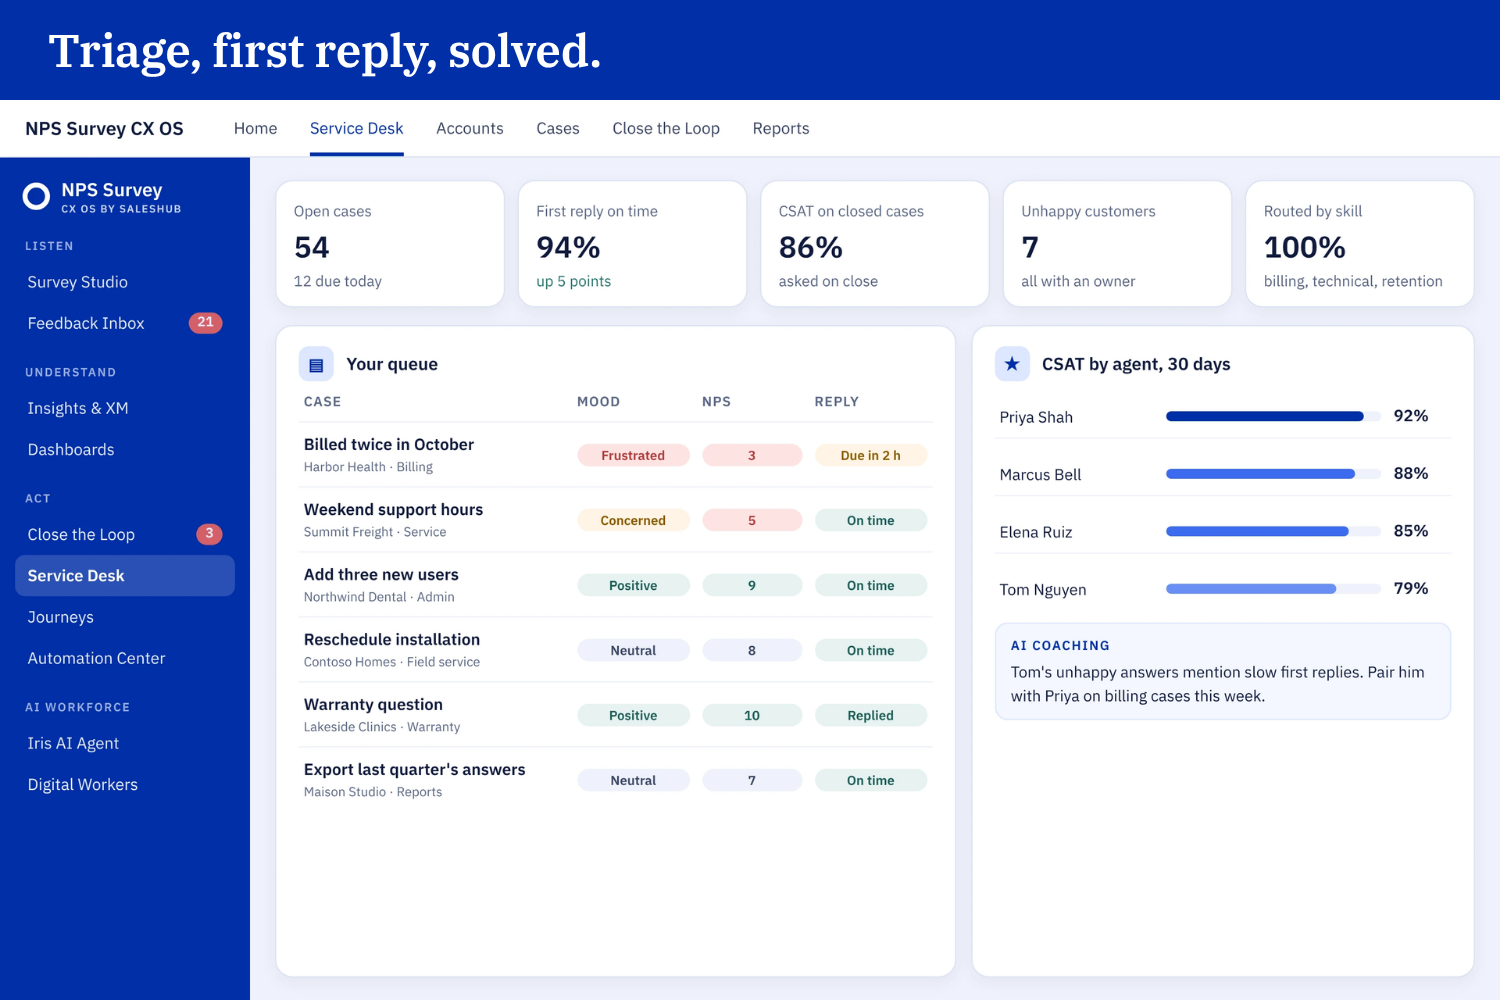 Triage, first reply, solved.
NPS Survey CX OS
Home
Service Desk
Accounts
Cases
Close the Loop
Reports
NPS Survey
CX OS BY SALESHUB
LISTEN
Survey Studio
Feedback Inbox 21
UNDERSTAND
Insights & XM
Dashboards
ACT
Close the Loop 3
Service Desk
Journeys
Automation Center
AI WORKFORCE
Iris AI Agent
Digital Workers
Open cases
54
12 due today
First reply on time
94%
up 5 points
CSAT on closed cases
86%
asked on close
Unhappy customers
7
all with an owner
Routed by skill
100%
billing, technical, retention
Your queue
CASE MOOD NPS REPLY
Billed twice in October
Harbor Health · Billing
Frustrated 3 Due in 2 h
Weekend support hours
Summit Freight · Service
Concerned 5 On time
Add three new users
Northwind Dental · Admin
Positive 9 On time
Reschedule installation
Contoso Homes · Field service
Neutral 8 On time
Warranty question
Lakeside Clinics · Warranty
Positive 10 Replied
Export last quarter's answers
Maison Studio · Reports
Neutral 7 On time
CSAT by agent, 30 days
Priya Shah 92%
Marcus Bell 88%
Elena Ruiz 85%
Tom Nguyen 79%
AI COACHING
Tom's unhappy answers mention slow first replies. Pair him
with Priya on billing cases this week.